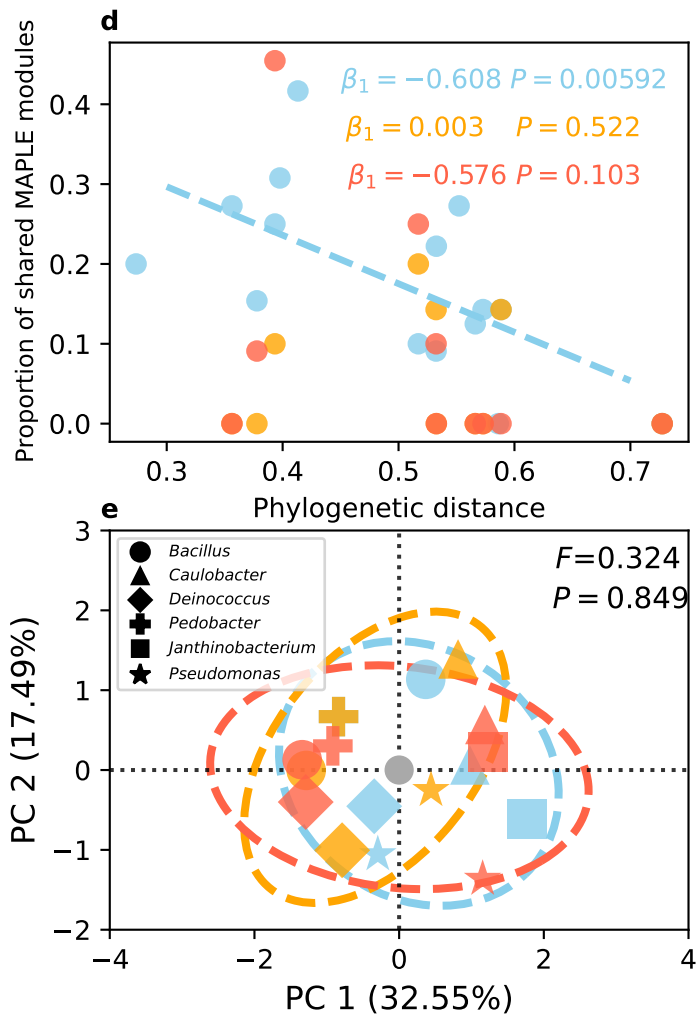 d
Proportion of shared MAPLE modules
β₁ = −0.608 P = 0.00592
β₁ = 0.003 P = 0.522
β₁ = −0.576 P = 0.103
0.4
0.3
0.2
0.1
0.0
0.3 0.4 0.5 0.6 0.7
Phylogenetic distance
e
PC 2 (17.49%)
Bacillus
Caulobacter
Deinococcus
Pedobacter
Janthinobacterium
Pseudomonas
F=0.324
P = 0.849
3
2
1
0
−1
−2
−4 −2 0 2 4
PC 1 (32.55%)